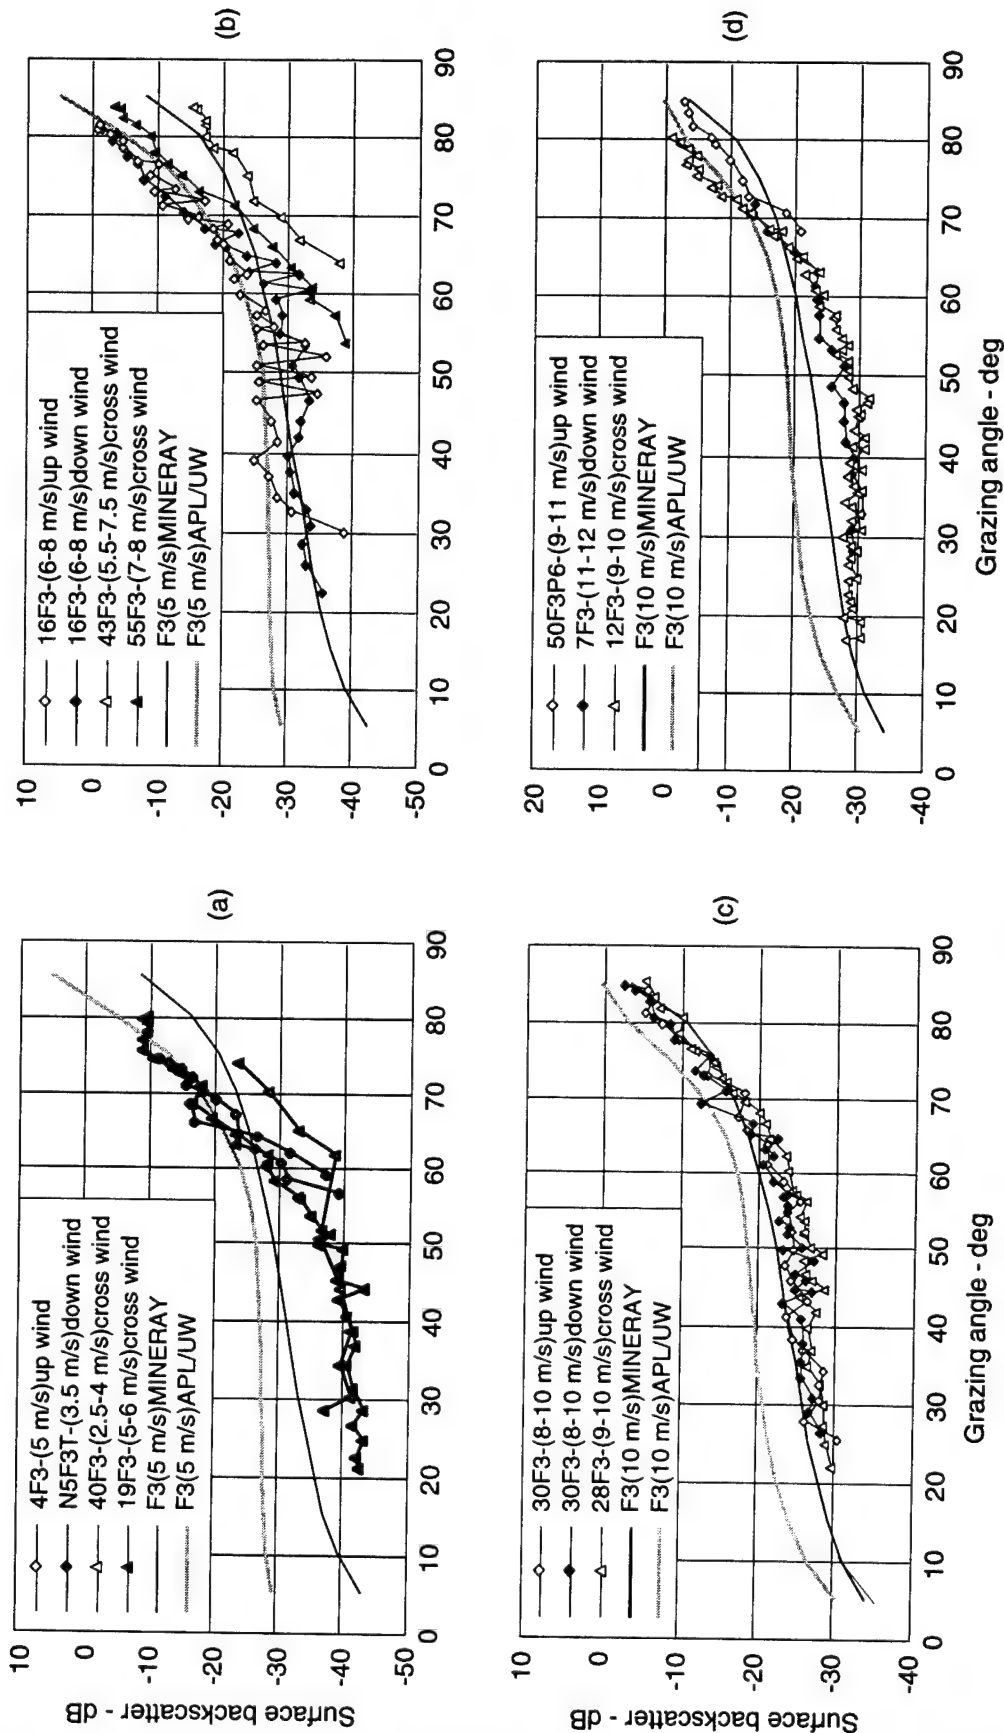 (a)
Surface backscatter - dB
10
0
-10
-20
-30
-40
-50
4F3-(5 m/s)up wind
N5F3T-(3.5 m/s)down wind
40F3-(2.5-4 m/s)cross wind
19F3-(5-6 m/s)cross wind
F3(5 m/s)MINERAY
F3(5 m/s)APL/UW
0 10 20 30 40 50 60 70 80 90
(b)
10
0
-10
-20
-30
-40
-50
16F3-(6-8 m/s)up wind
16F3-(6-8 m/s)down wind
43F3-(5.5-7.5 m/s)cross wind
55F3-(7-8 m/s)cross wind
F3(5 m/s)MINERAY
F3(5 m/s)APL/UW
0 10 20 30 40 50 60 70 80 90
(c)
Surface backscatter - dB
10
0
-10
-20
-30
-40
30F3-(8-10 m/s)up wind
30F3-(8-10 m/s)down wind
28F3-(9-10 m/s)cross wind
F3(10 m/s)MINERAY
F3(10 m/s)APL/UW
0 10 20 30 40 50 60 70 80 90
Grazing angle - deg
(d)
20
10
0
-10
-20
-30
-40
50F3P6-(9-11 m/s)up wind
7F3-(11-12 m/s)down wind
12F3-(9-10 m/s)cross wind
F3(10 m/s)MINERAY
F3(10 m/s)APL/UW
0 10 20 30 40 50 60 70 80 90
Grazing angle - deg